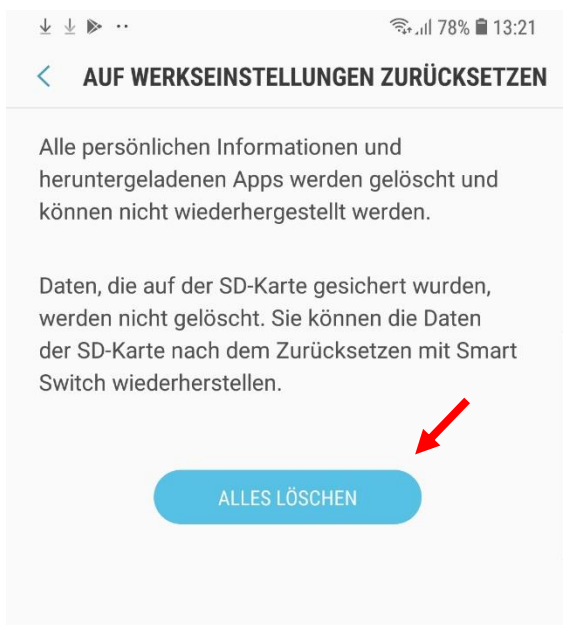 78% 13:21
AUF WERKSEINSTELLUNGEN ZURÜCKSETZEN
Alle persönlichen Informationen und
heruntergeladenen Apps werden gelöscht und
können nicht wiederhergestellt werden.
Daten, die auf der SD-Karte gesichert wurden,
werden nicht gelöscht. Sie können die Daten
der SD-Karte nach dem Zurücksetzen mit Smart
Switch wiederherstellen.
ALLES LÖSCHEN